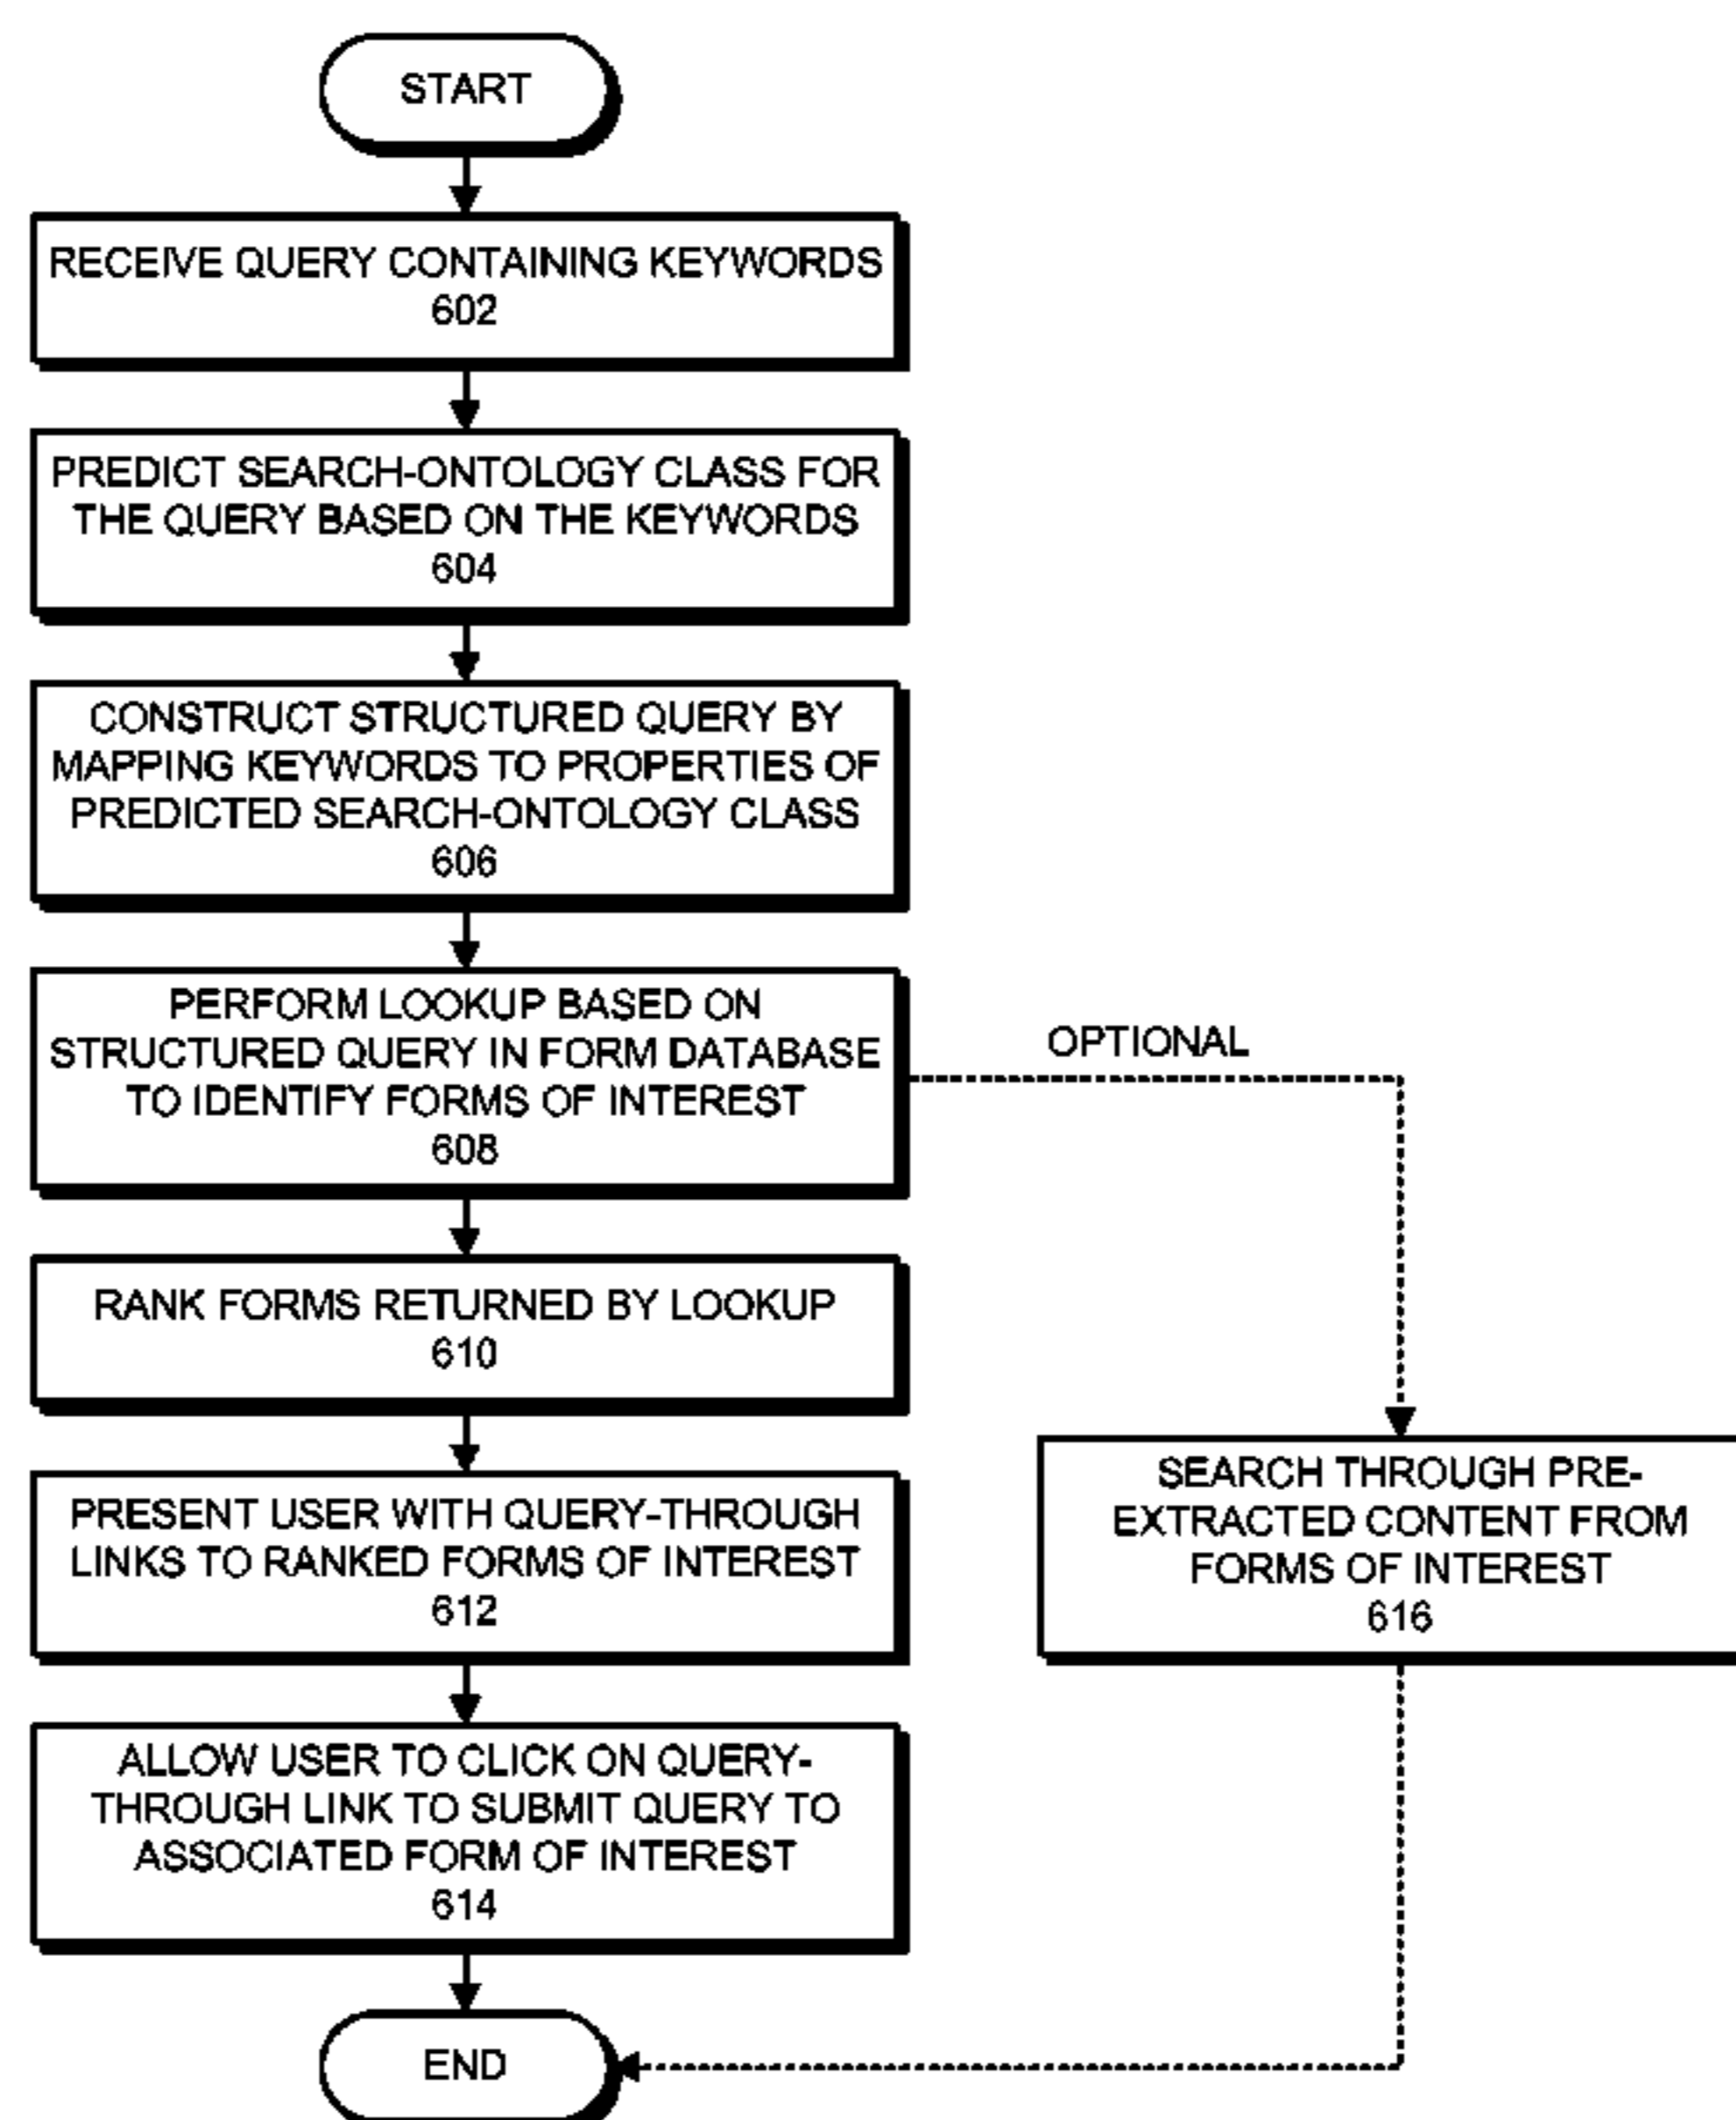 START
RECEIVE QUERY CONTAINING KEYWORDS
602
PREDICT SEARCH-ONTOLOGY CLASS FOR
THE QUERY BASED ON THE KEYWORDS
604
CONSTRUCT STRUCTURED QUERY BY
MAPPING KEYWORDS TO PROPERTIES OF
PREDICTED SEARCH-ONTOLOGY CLASS
606
PERFORM LOOKUP BASED ON
STRUCTURED QUERY IN FORM DATABASE
TO IDENTIFY FORMS OF INTEREST
608
OPTIONAL
RANK FORMS RETURNED BY LOOKUP
610
PRESENT USER WITH QUERY-THROUGH
LINKS TO RANKED FORMS OF INTEREST
612
SEARCH THROUGH PRE-
EXTRACTED CONTENT FROM
FORMS OF INTEREST
616
ALLOW USER TO CLICK ON QUERY-
THROUGH LINK TO SUBMIT QUERY TO
ASSOCIATED FORM OF INTEREST
614
END